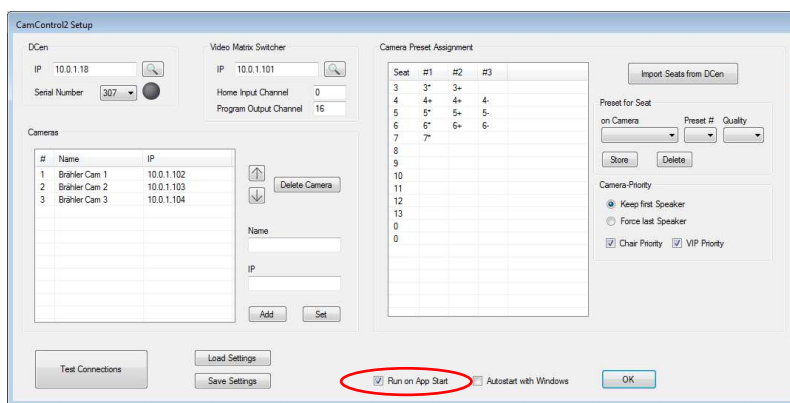 CamControl2 Setup
DCen
IP 10.0.1.18
Serial Number 307
Video Matrix Switcher
IP 10.0.1.101
Home Input Channel 0
Program Output Channel 16
Cameras
# Name IP
1 Brähler Cam 1 10.0.1.102
2 Brähler Cam 2 10.0.1.103
3 Brähler Cam 3 10.0.1.104
Delete Camera
Name
IP
Add Set
Camera Preset Assignment
Seat #1 #2 #3
3 3* 3+
4 4+ 4+ 4-
5 5* 5+ 5-
6 6* 6+ 6-
7 7*
8
9
10
11
12
13
0
0
Import Seats from DCen
Preset for Seat
on Camera Preset # Quality
Store Delete
Camera-Priority
Keep first Speaker
Force last Speaker
Chair Priority VIP Priority
Test Connections
Load Settings
Save Settings
Run on App Start Autostart with Windows OK